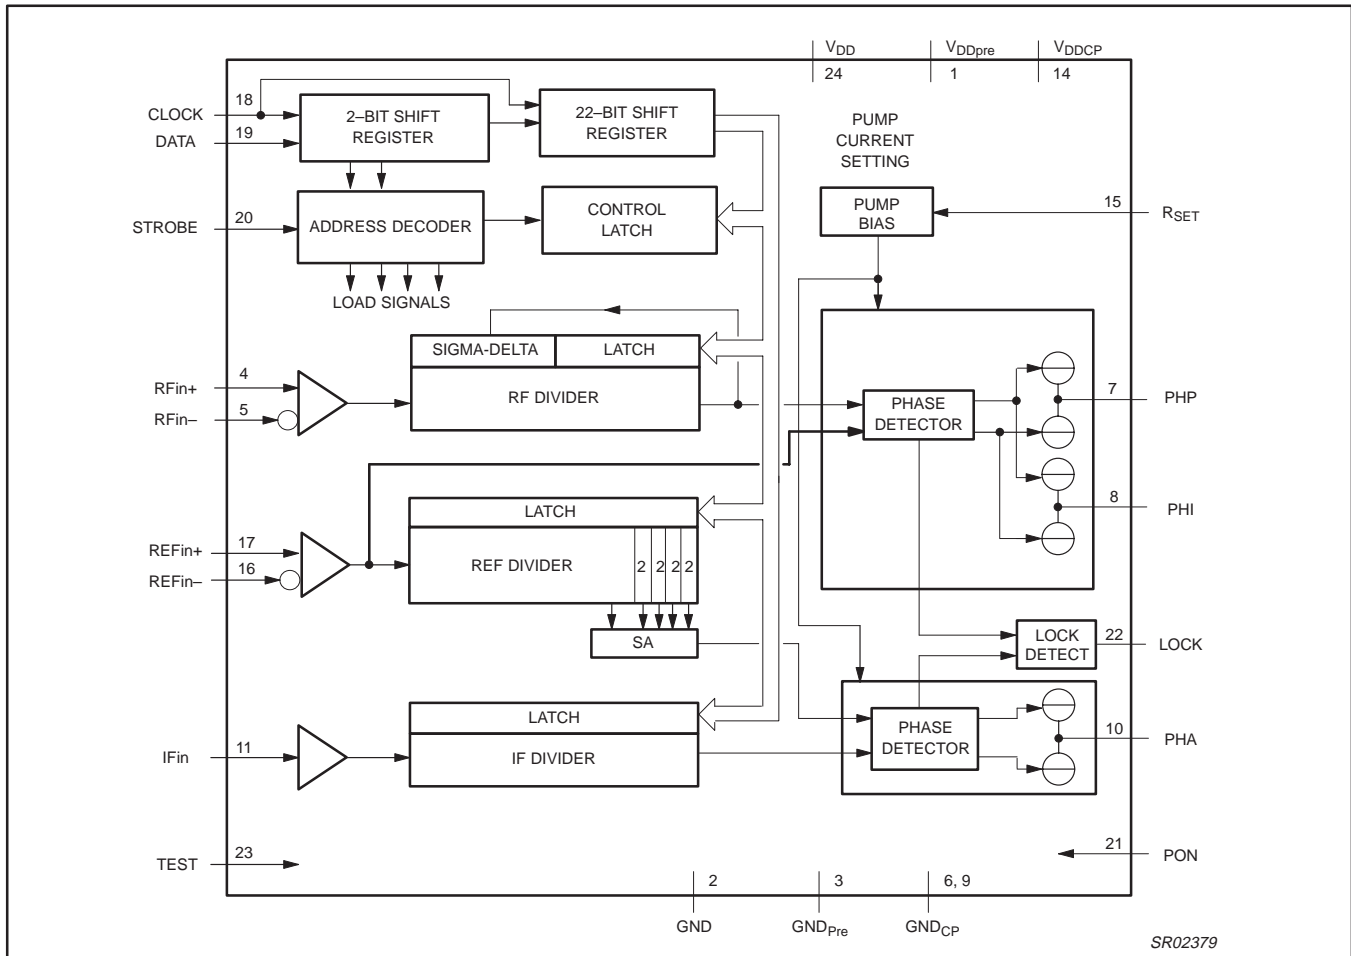 VDD
VDDpre
VDDCP
24
1
14
CLOCK
18
DATA
19
2–BIT SHIFT
REGISTER
22–BIT SHIFT
REGISTER
PUMP
CURRENT
SETTING
STROBE
20
ADDRESS DECODER
CONTROL
LATCH
PUMP
BIAS
15
RSET
LOAD SIGNALS
SIGMA-DELTA
LATCH
RF DIVIDER
RFin+
4
RFin–
5
PHASE
DETECTOR
7
PHP
8
PHI
LATCH
REF DIVIDER
2 2 2 2
REFin+
17
REFin–
16
SA
LOCK
DETECT
22
LOCK
LATCH
IF DIVIDER
IFin
11
PHASE
DETECTOR
10
PHA
TEST
23
21
PON
2
3
6, 9
GND
GNDPre
GNDCP
SR02379